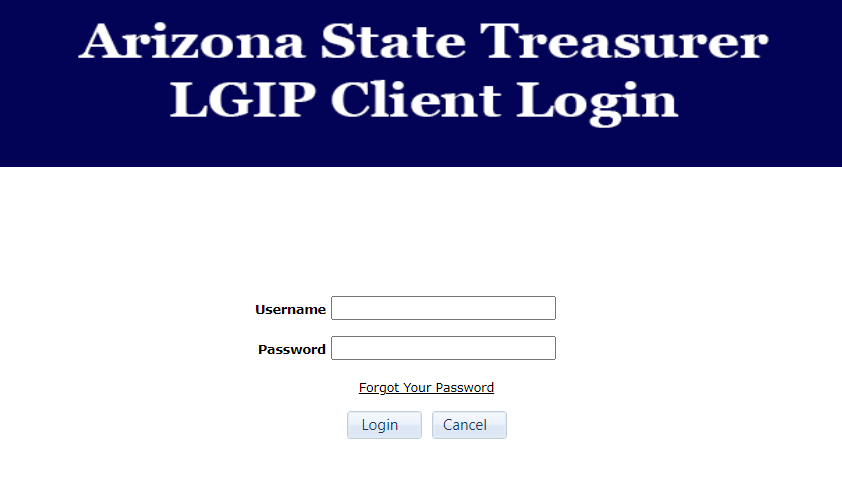 Arizona State Treasurer
LGIP Client Login
Username
Password
Forgot Your Password
Login Cancel